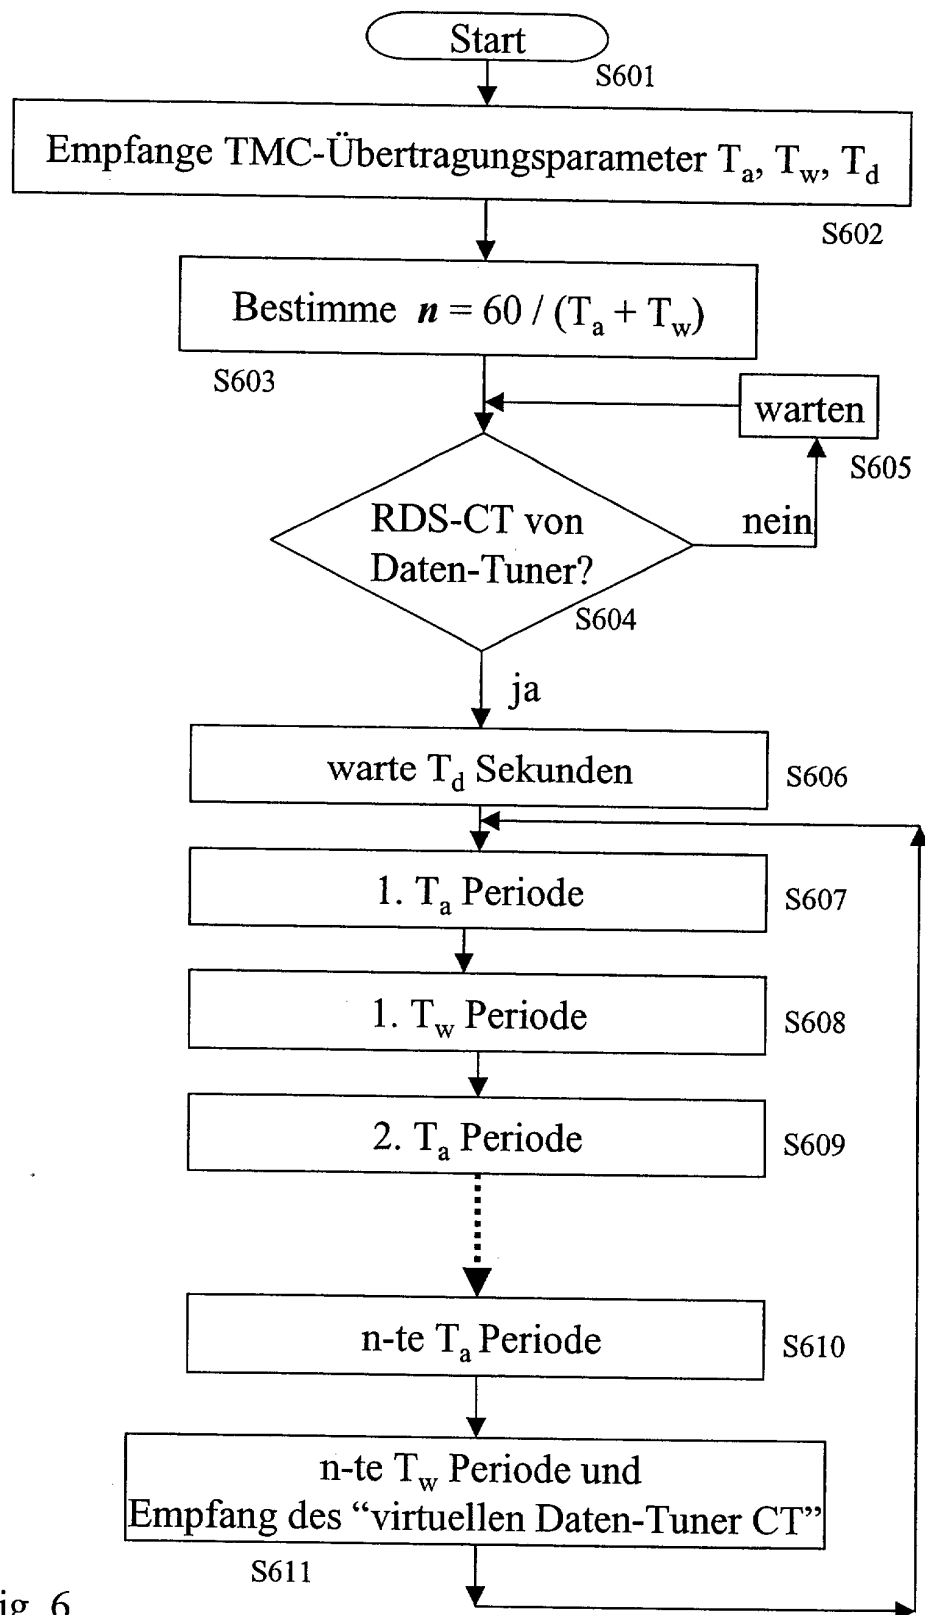 Start
S601
Empfange TMC-Übertragungsparameter Ta, Tw, Td
S602
Bestimme n = 60 / (Ta + Tw)
S603
warten
S605
RDS-CT von
Daten-Tuner?
nein
S604
ja
warte Td Sekunden
S606
1. Ta Periode
S607
1. Tw Periode
S608
2. Ta Periode
S609
n-te Ta Periode
S610
n-te Tw Periode und
Empfang des “virtuellen Daten-Tuner CT”
S611
ig. 6